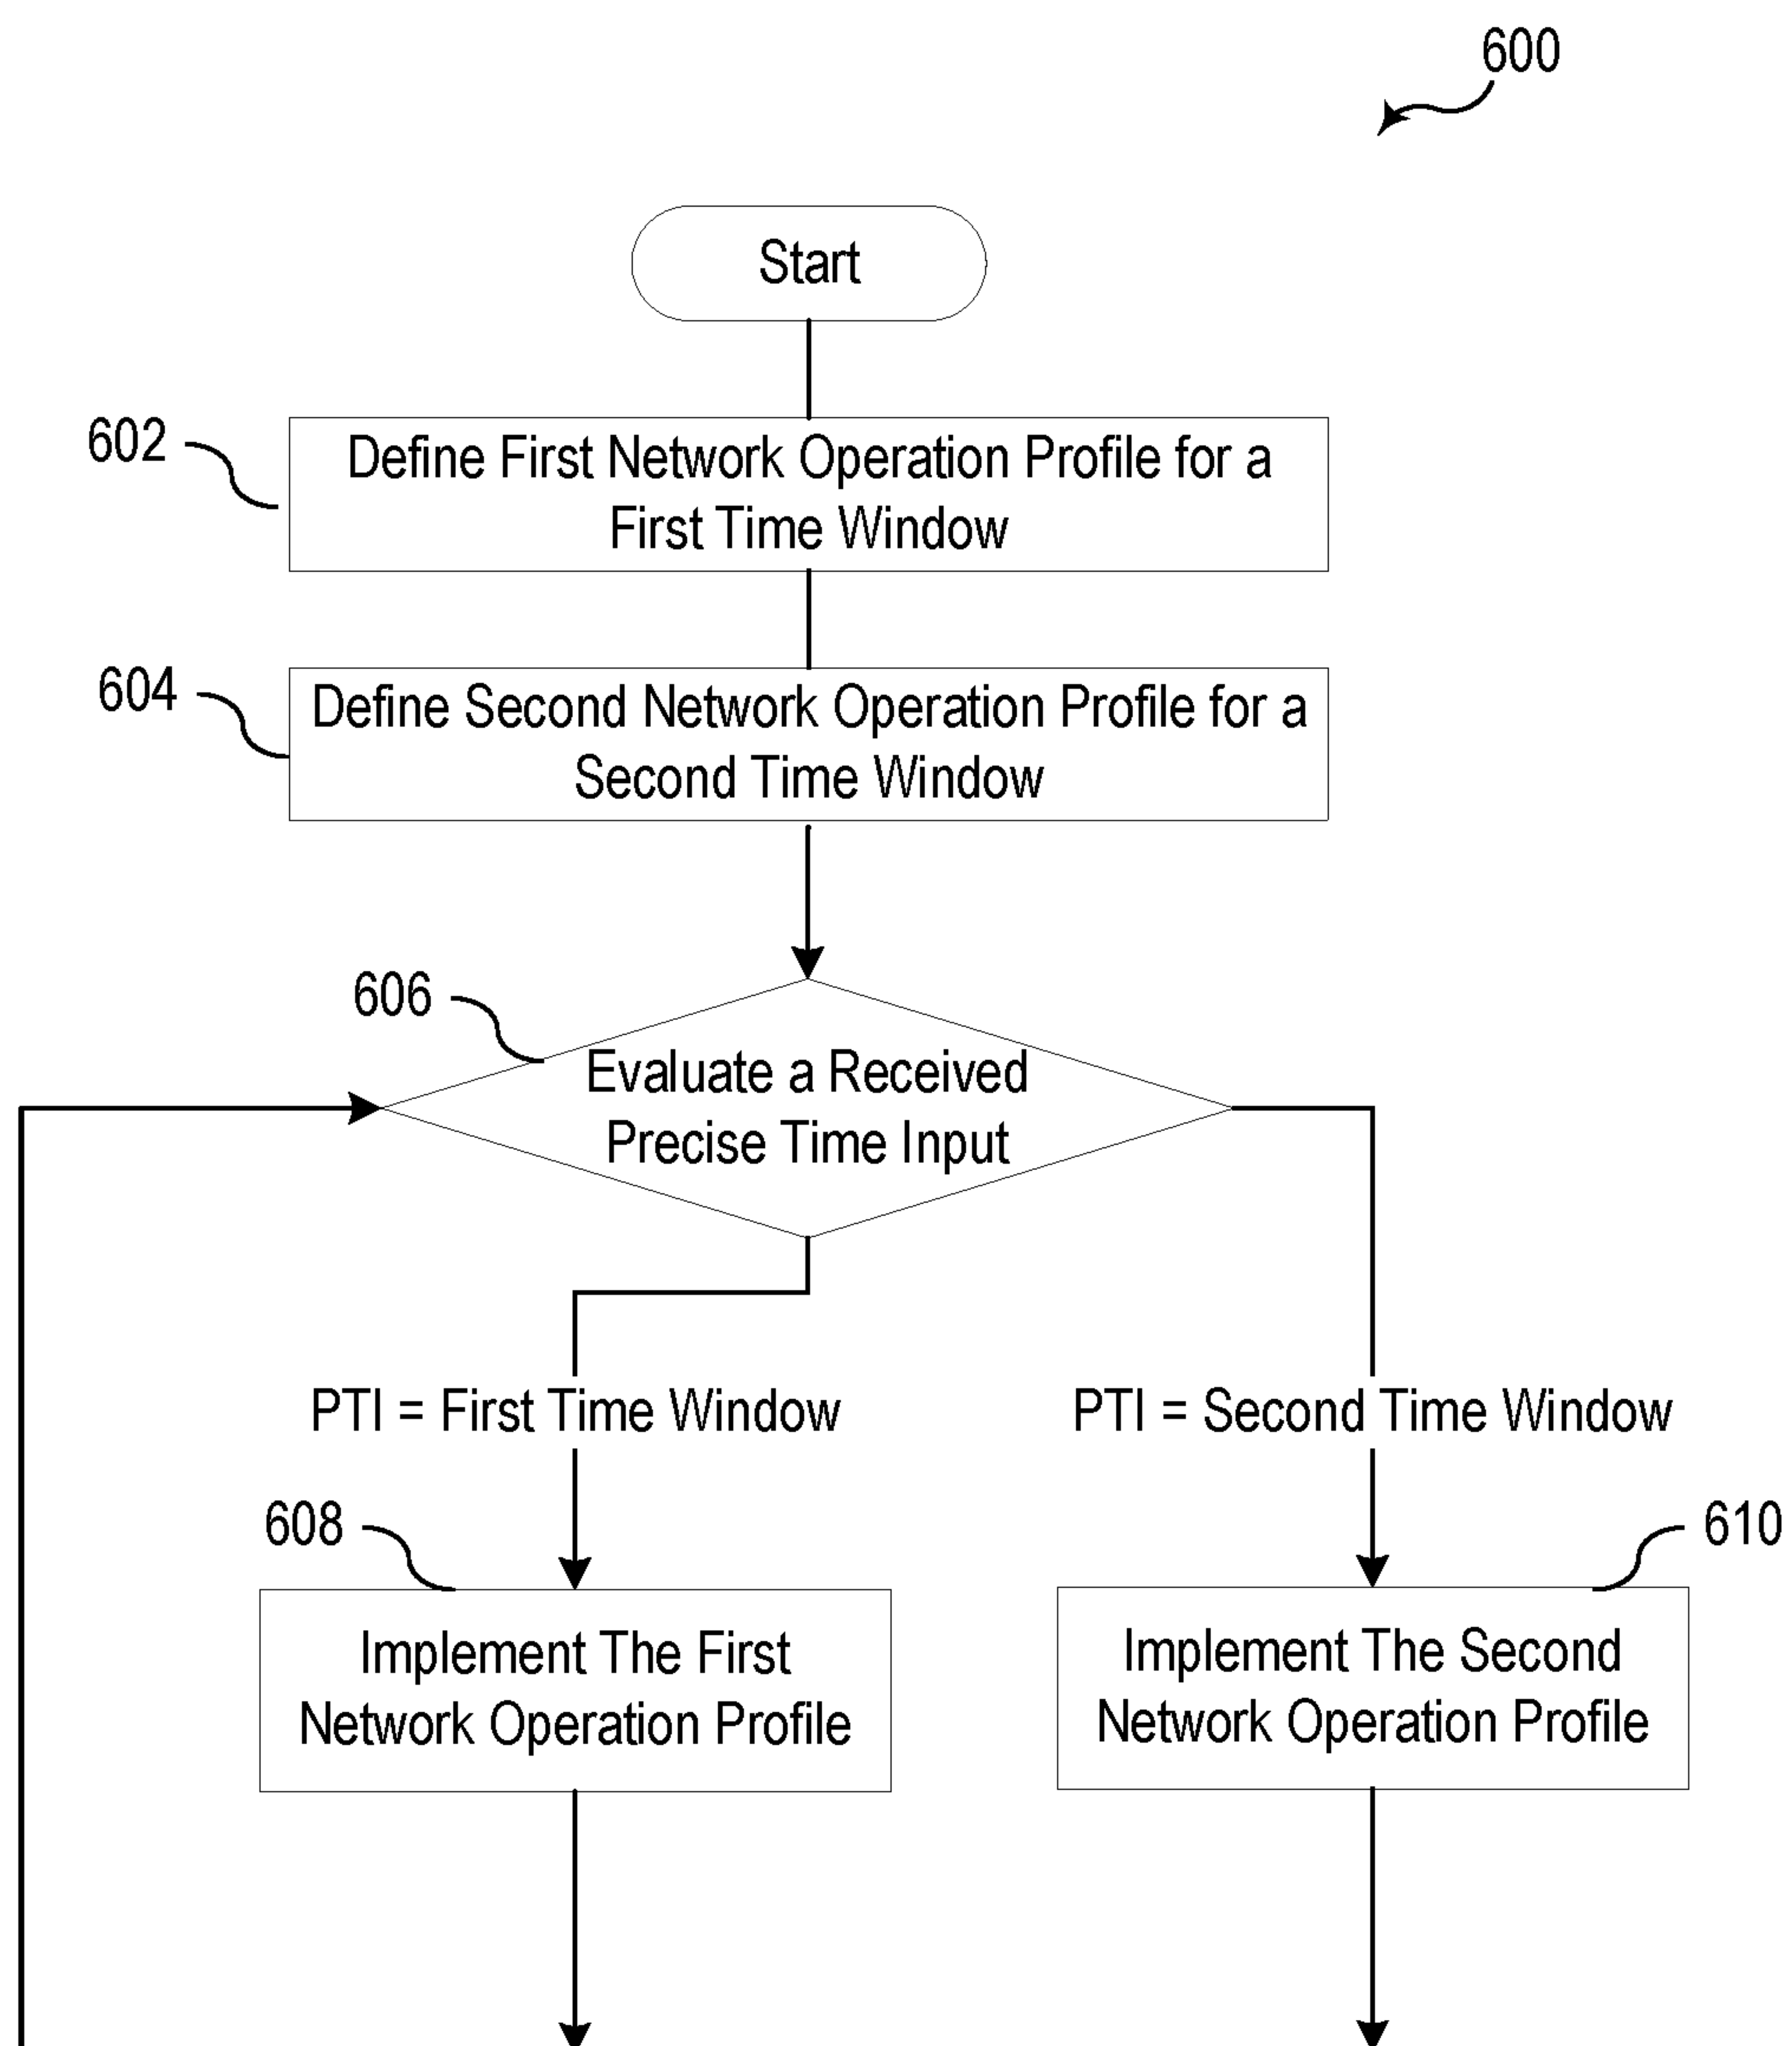 600
Start
602
Define First Network Operation Profile for a
First Time Window
604
Define Second Network Operation Profile for a
Second Time Window
606
Evaluate a Received
Precise Time Input
PTI = First Time Window
PTI = Second Time Window
608
610
Implement The First
Network Operation Profile
Implement The Second
Network Operation Profile